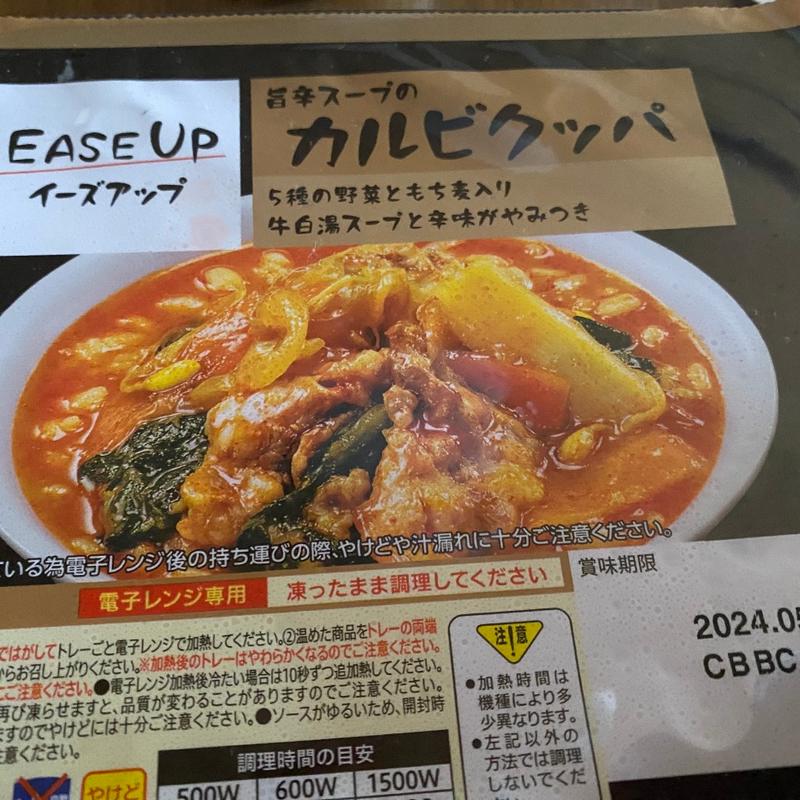 EASE UP
イーズアップ
旨辛スープの
カルビクッパ
5種の野菜ともち麦入り
牛白湯スープと辛味がやみつき
いる為電子レンジ後の持ち運びの際、やけどや汁漏れに十分ご注意ください。
電子レンジ専用
凍ったまま調理してください
賞味期限
2024.05
CBBC
ではがしてトレーごと電子レンジで加熱してください。②温めた商品をトレーの両端
からお召し上がりください。※加熱後のトレーはやわらかくなるのでご注意ください。
ご注意ください。●電子レンジ加熱後冷たい場合は10秒ずつ追加熱してください。
再び凍らせますと、品質が変わることがありますのでご注意ください。
ますのでやけどには十分ご注意ください。●ソースがゆるいため、開封時
注意ください。
注意
●加熱時間は
機種により多
少異なります。
●左記以外の
方法では調理
しないでくだ
やけど
調理時間の目安
500W 600W 1500W